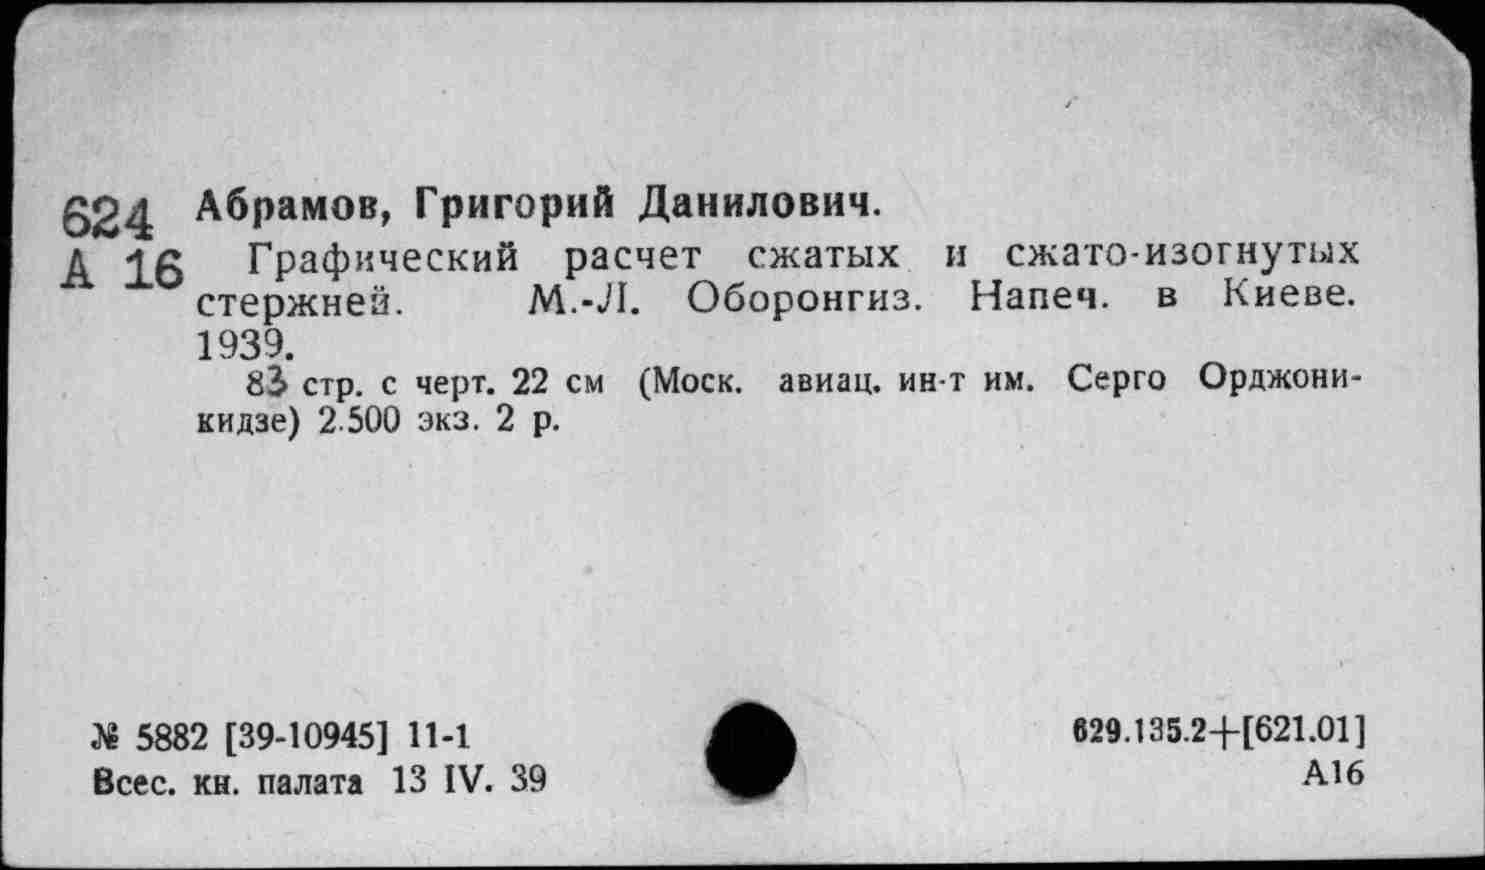 624 Абрамов, Григорий Данилович.
А 16 Графический расчет сжатых и сжато-изогнутых
стержней. М.-Л. Оборонгиз. Напеч. в Киеве.
1939.
83 стр. с черт. 22 см (Моск. авиац. ин-т им. Серго Орджони-
кидзе) 2.500 экз. 2 р.
№ 5882 [39-10945] 11-1
Всес. кн. палата 13 IV. 39
629.135.2+[621.01]
А16